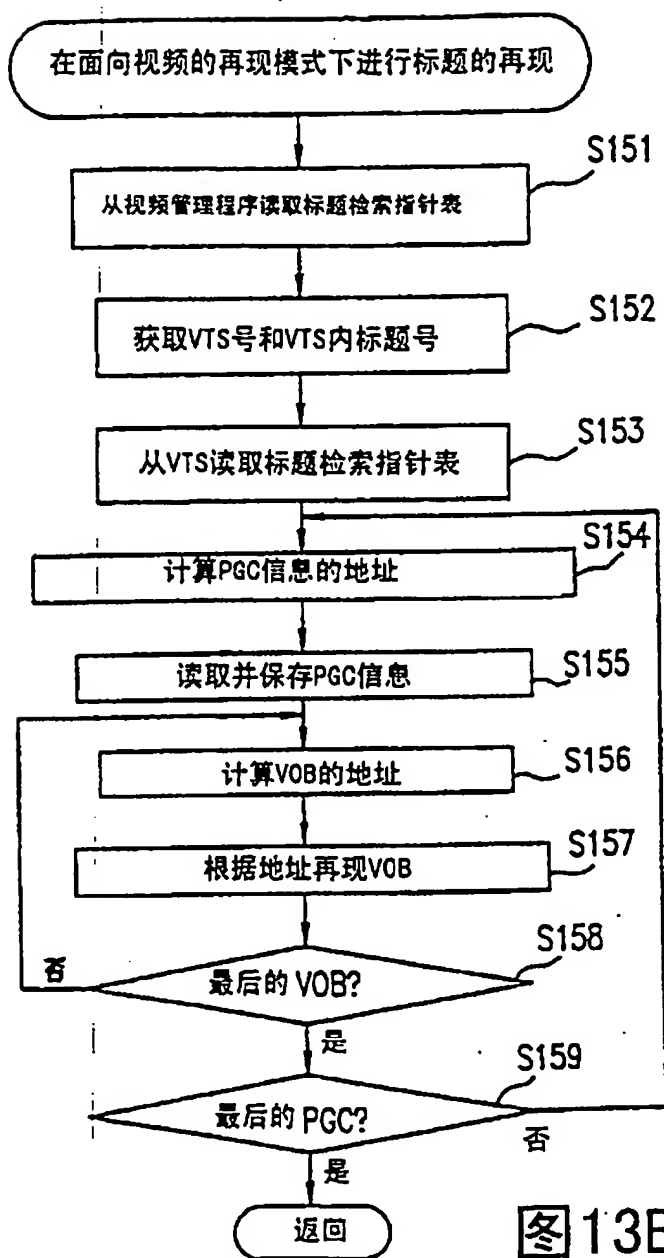 在面向视频的再现模式下进行标题的再现
S151
从视频管理程序读取标题检索指针表
S152
获取VTS号和VTS内标题号
S153
从VTS读取标题检索指针表
S154
计算PGC信息的地址
S155
读取并保存PGC信息
S156
计算VOB的地址
S157
根据地址再现VOB
S158
否
最后的VOB?
是
S159
最后的PGC?
否
是
返回
图13B